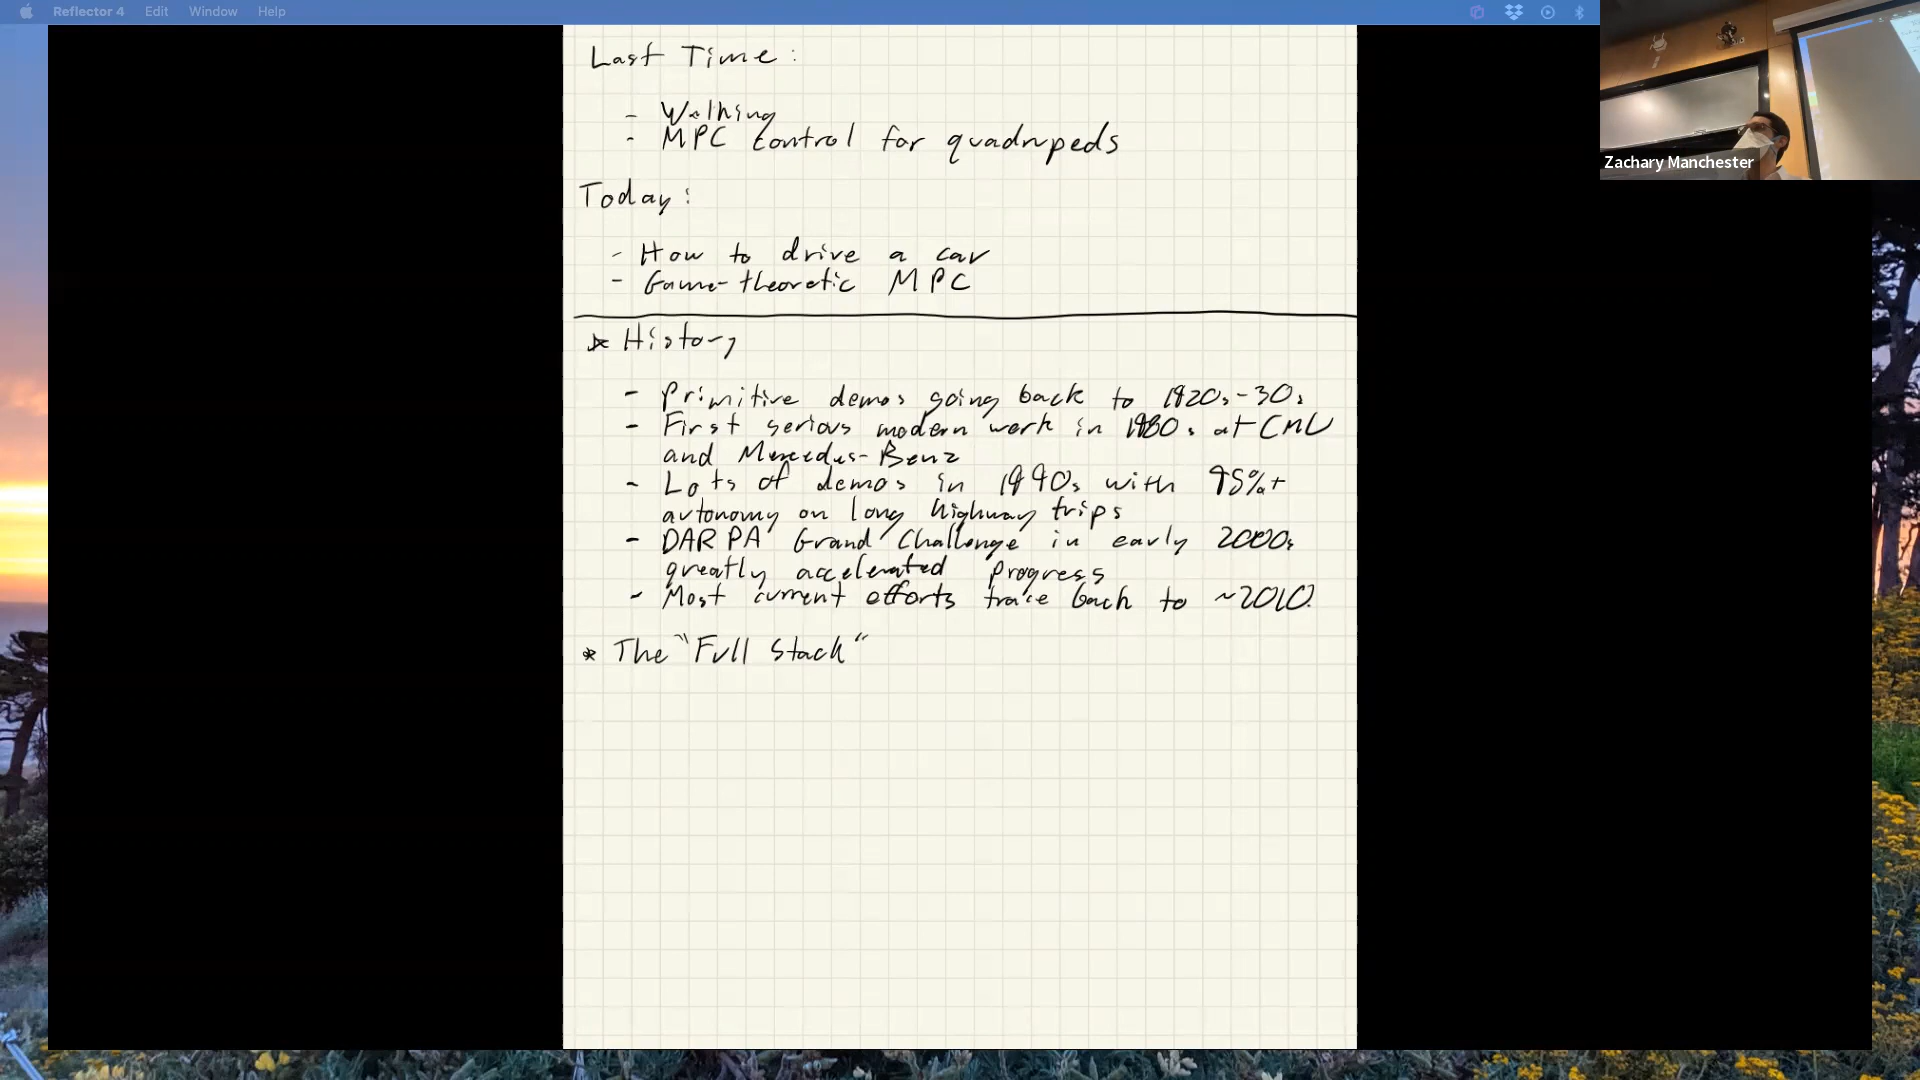 Reflector 4 Edit Window Help
Zachary Manchester
Last Time:
- Walking
- MPC control for quadrupeds
Today:
- How to drive a car
- Game-theoretic MPC
* History
- Primitive demos going back to 1920s-30s
- First serious modern work in 1980s at CMU
and Mercedes-Benz
- Lots of demos in 1990s with 95%+
autonomy on long highway trips
- DARPA Grand Challenge in early 2000s
greatly accelerated progress
- Most current efforts trace back to ~2010.
* The "Full Stack"